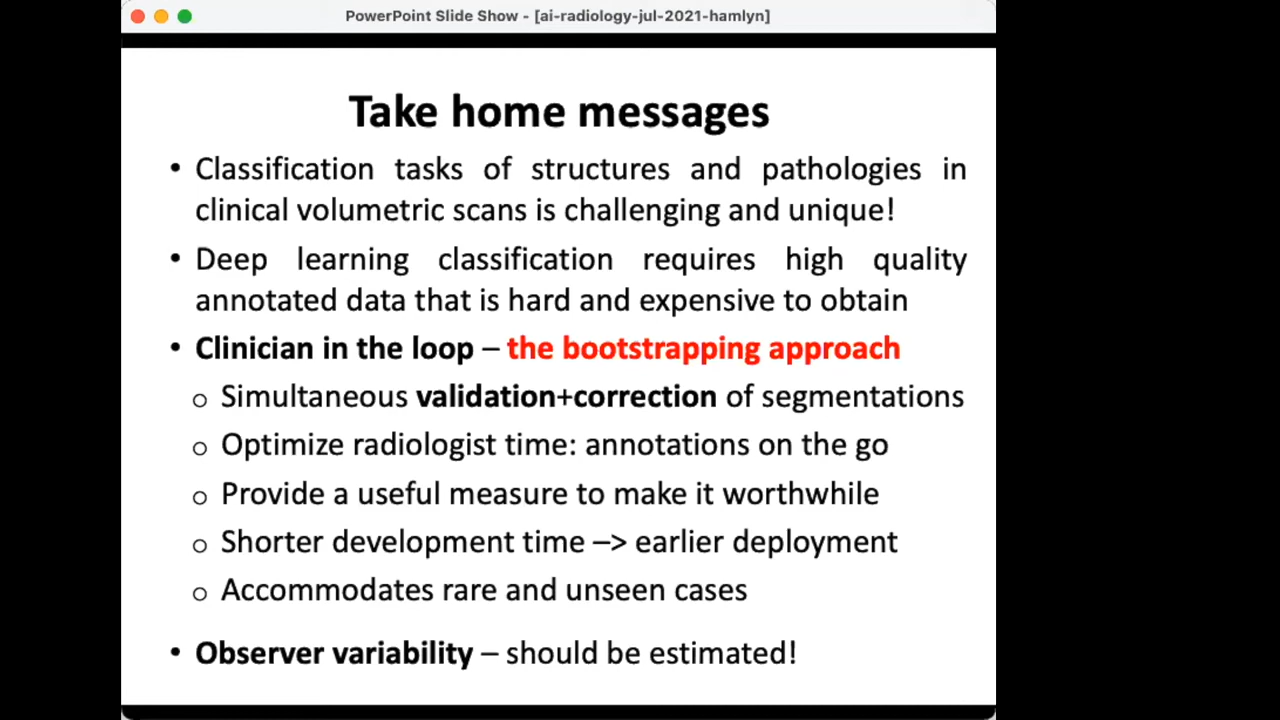 PowerPoint Slide Show - [ai-radiology-jul-2021-hamlyn]
Take home messages
• Classification tasks of structures and pathologies in
clinical volumetric scans is challenging and unique!
• Deep learning classification requires high quality
annotated data that is hard and expensive to obtain
• Clinician in the loop – the bootstrapping approach
o Simultaneous validation+correction of segmentations
o Optimize radiologist time: annotations on the go
o Provide a useful measure to make it worthwhile
o Shorter development time –> earlier deployment
o Accommodates rare and unseen cases
• Observer variability – should be estimated!